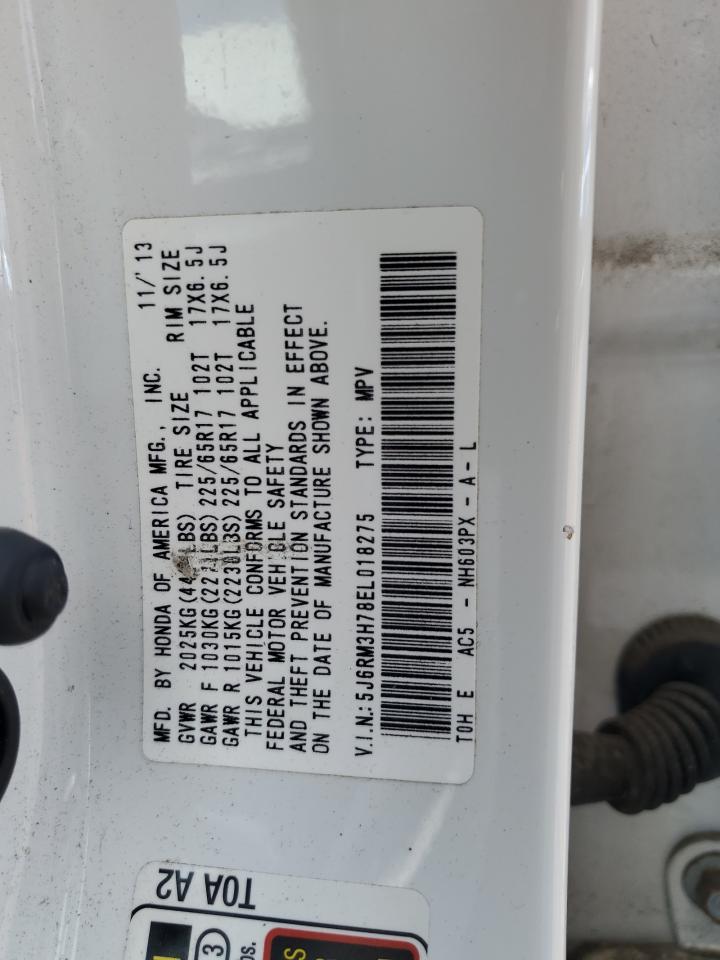 MFD. BY HONDA OF AMERICA MFG., INC. 11/'13
GVWR 2025KG( LBS) TIRE SIZE RIM SIZE
GAWR F 1030KG( LBS) 225/65R17 102T 17X6.5J
GAWR R 1015KG(2230LBS) 225/65R17 102T 17X6.5J
THIS VEHICLE CONFORMS TO ALL APPLICABLE
FEDERAL MOTOR VEHICLE SAFETY
AND THEFT PREVENTION STANDARDS IN EFFECT
ON THE DATE OF MANUFACTURE SHOWN ABOVE.
V.I.N.: 5J6RM3H78EL018275 TYPE: MPV
TOH E AC5 - NH603PX - A - L
TOA A2
3